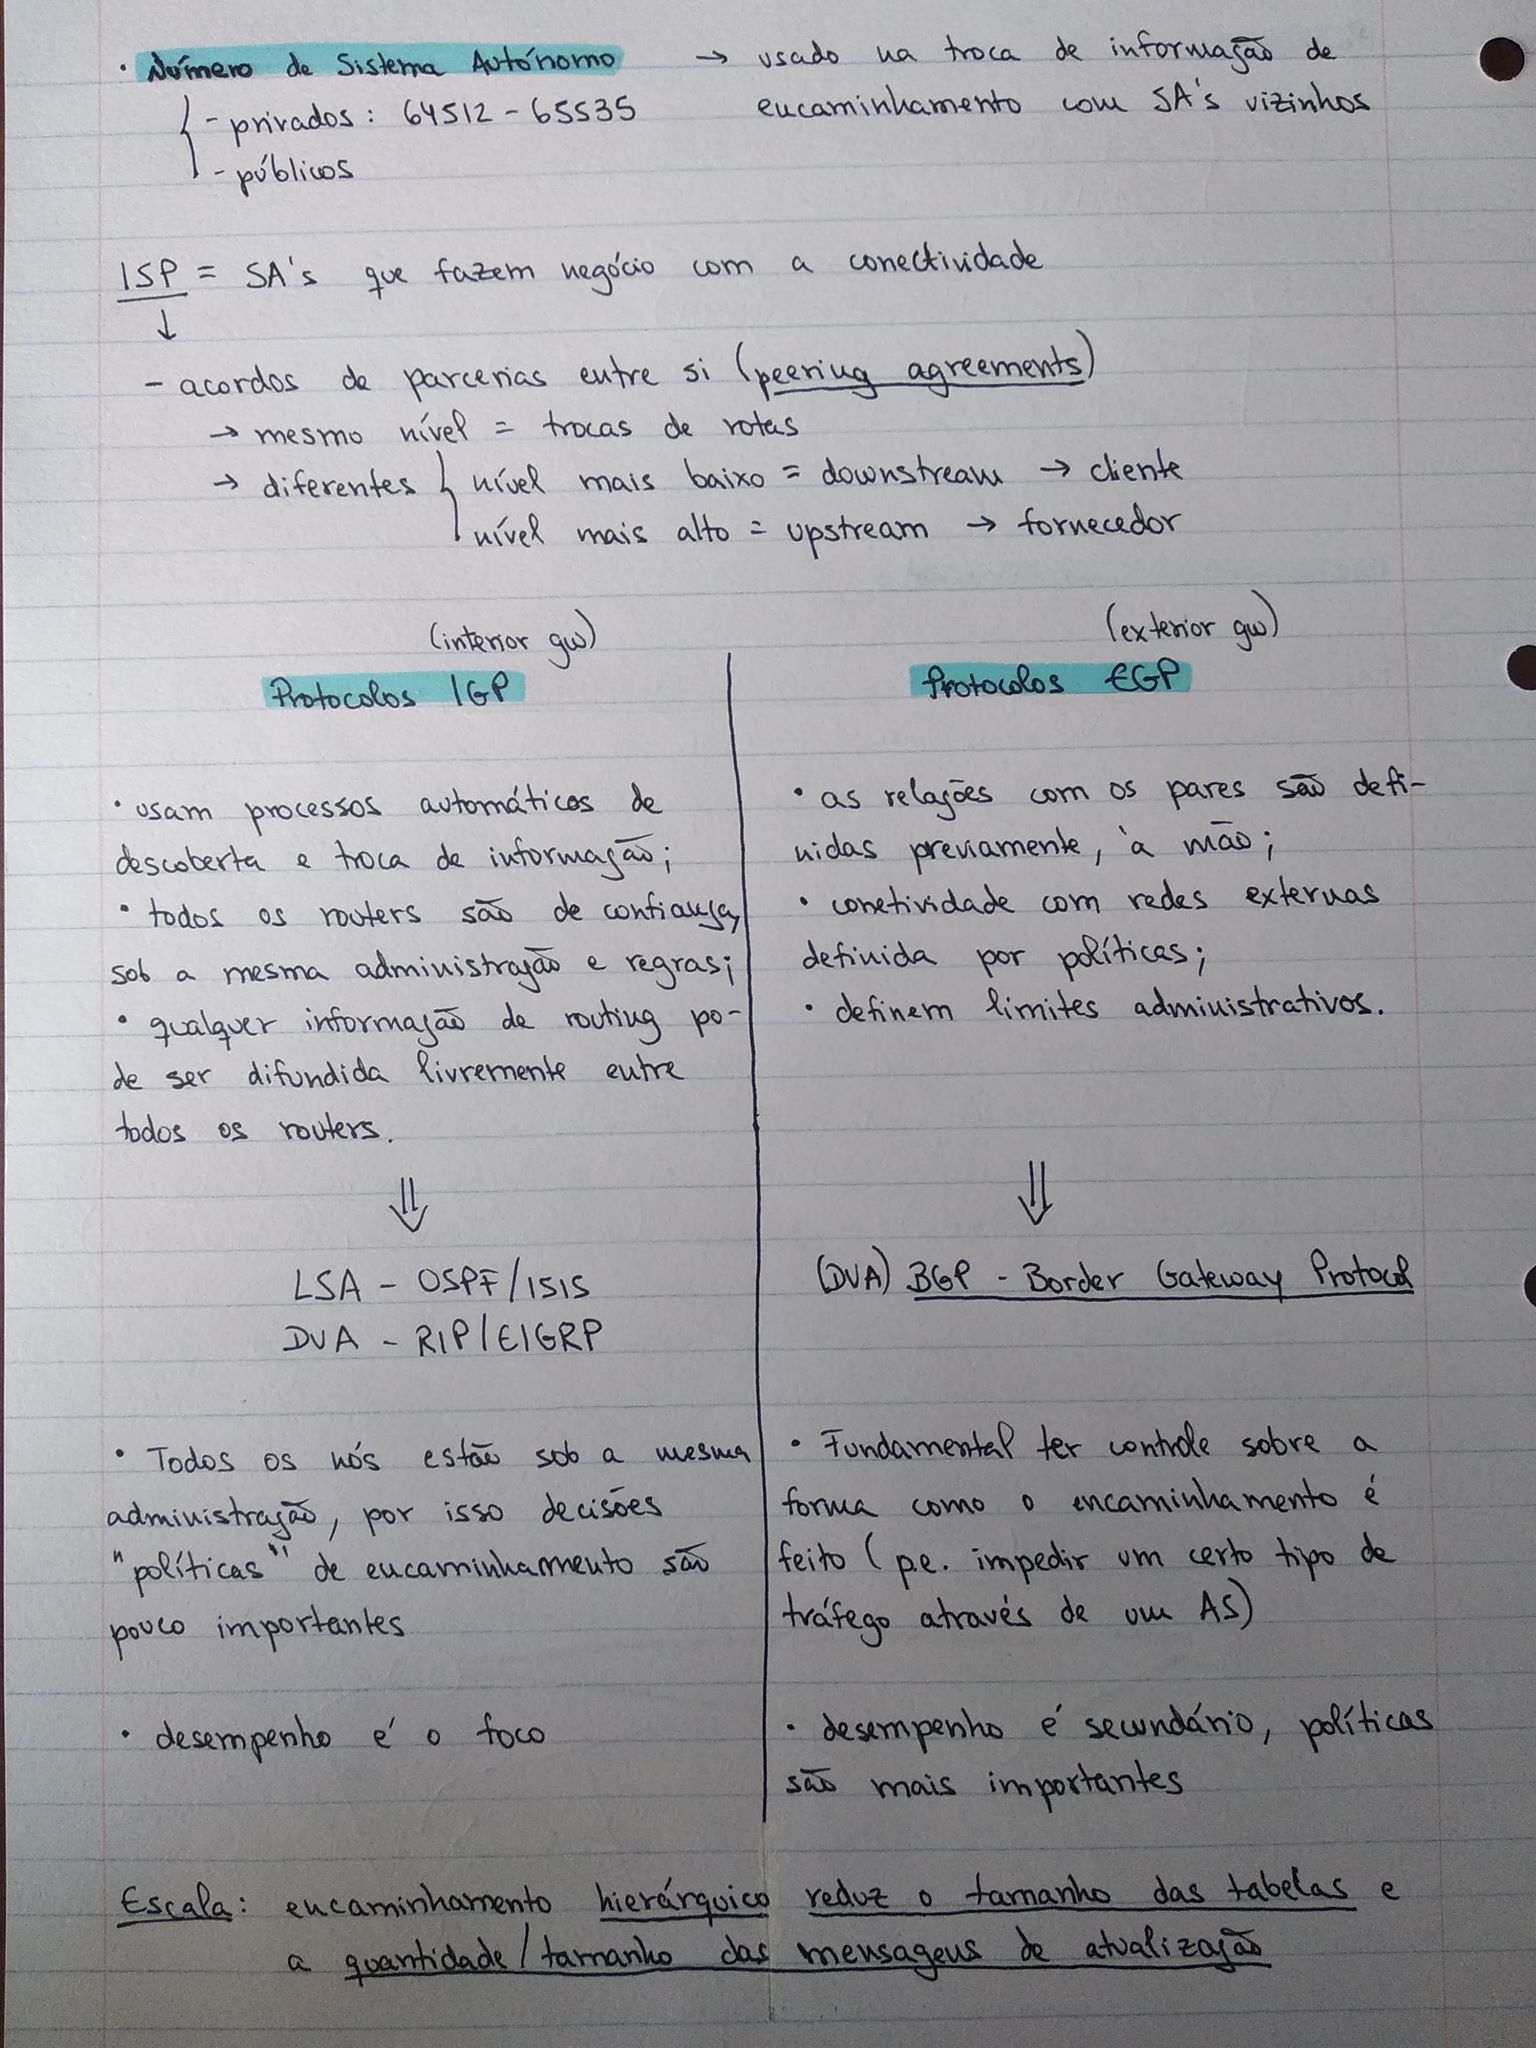 · Número de Sistema Autónomo → usado na troca de informação de
encaminhamento com SA's vizinhos
- privados: 64512 - 65535
- públicos
ISP = SA's que fazem negócio com a conectividade
↓
- acordos de parcerias entre si (peering agreements)
→ mesmo nível = trocas de rotas
→ diferentes { nível mais baixo = downstream → cliente
nível mais alto = upstream → fornecedor
(interior gw)
Protocolos IGP
· usam processos automáticos de
descoberta e troca de informação;
· todos os routers são de confiança,
sob a mesma administração e regras;
· qualquer informação de routing po-
de ser difundida livremente entre
todos os routers.
⇓
LSA - OSPF/ISIS
DVA - RIP/EIGRP
· Todos os nós estão sob a mesma
administração, por isso decisões
"políticas" de encaminhamento são
pouco importantes
· desempenho é o foco
(exterior gw)
Protocolos EGP
· as relações com os pares são defi-
nidas previamente, à mão;
· conetividade com redes externas
definida por políticas;
· definem limites administrativos.
⇓
(DVA) BGP - Border Gateway Protocol
· Fundamental ter controle sobre a
forma como o encaminhamento é
feito (p.e. impedir um certo tipo de
tráfego através de um AS)
· desempenho é secundário, políticas
são mais importantes
Escala: encaminhamento hierárquico reduz o tamanho das tabelas e
a quantidade/tamanho das mensagens de atualização